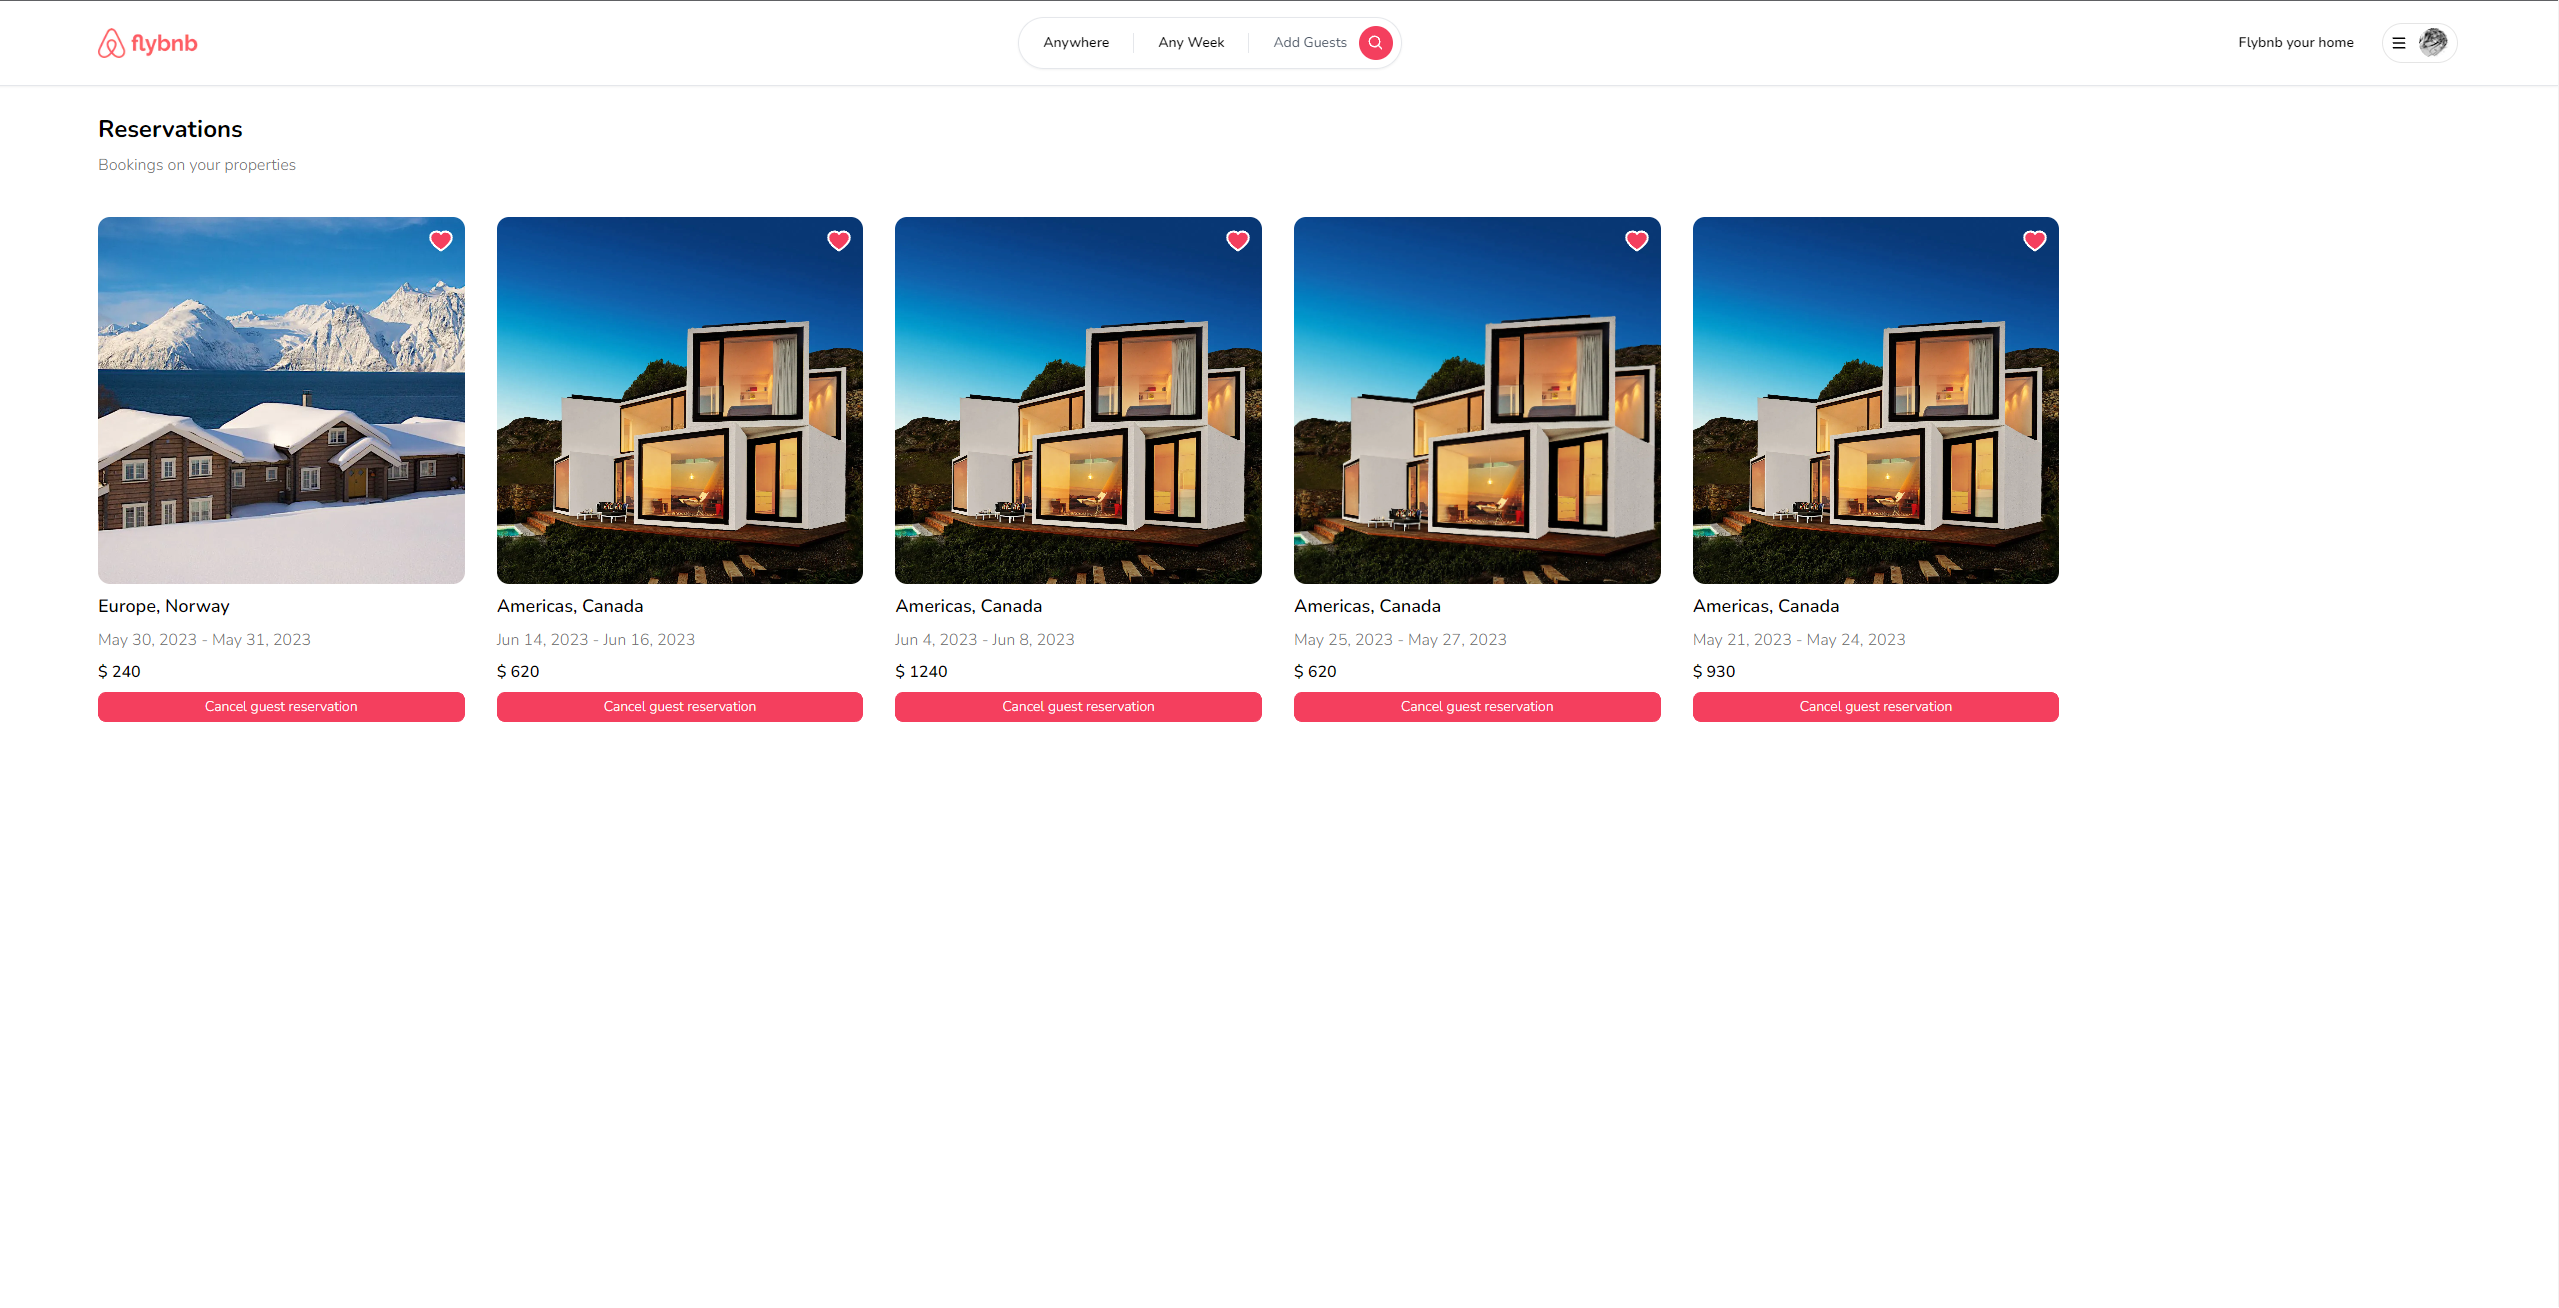 flybnb
Anywhere
Any Week
Add Guests
Flybnb your home
Reservations
Bookings on your properties
Europe, Norway
May 30, 2023 - May 31, 2023
$ 240
Cancel guest reservation
Americas, Canada
Jun 14, 2023 - Jun 16, 2023
$ 620
Cancel guest reservation
Americas, Canada
Jun 4, 2023 - Jun 8, 2023
$ 1240
Cancel guest reservation
Americas, Canada
May 25, 2023 - May 27, 2023
$ 620
Cancel guest reservation
Americas, Canada
May 21, 2023 - May 24, 2023
$ 930
Cancel guest reservation